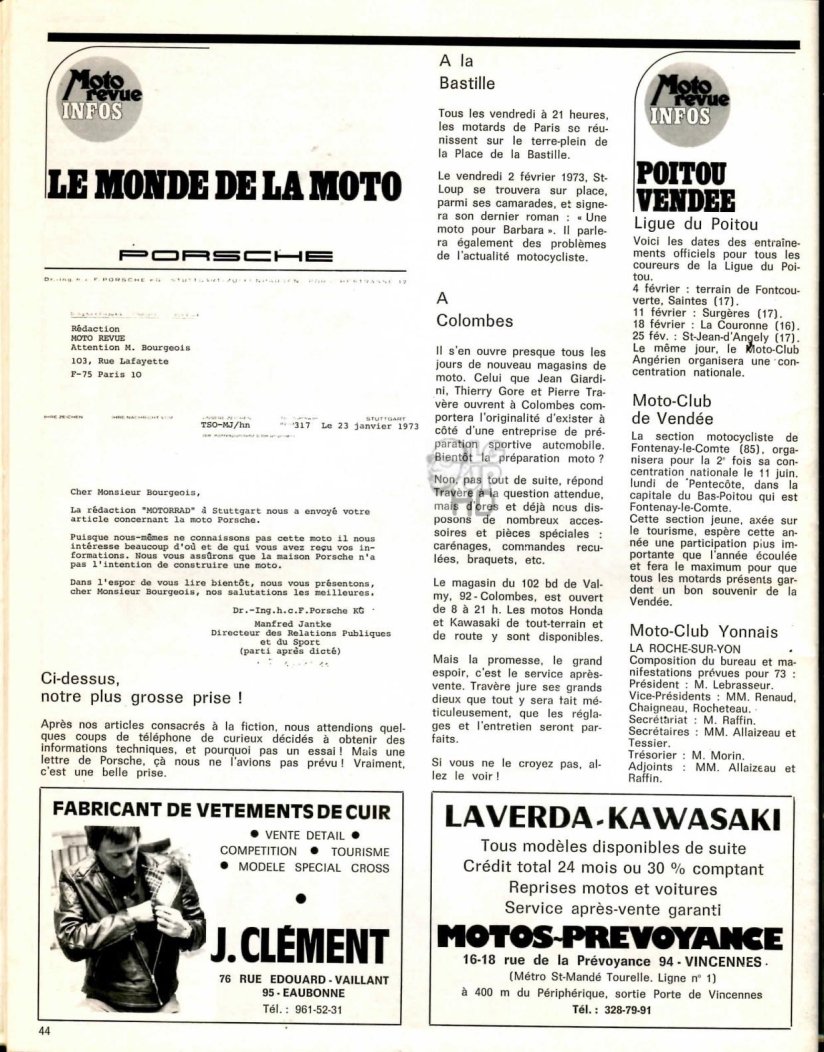 Moto
revue
INFOS
LE MONDE DE LA MOTO
PORSCHE
Rédaction
MOTO REVUE
Attention M. Bourgeois
103, Rue Lafayette
F-75 Paris 10
IHRE ZEICHEN
IHRE NACHRICHT VOM
STUTTGART
TSO-MJ/hn
317 Le 23 janvier 1973
Cher Monsieur Bourgeois,
La rédaction "MOTORRAD" à Stuttgart nous a envoyé votre
article concernant la moto Porsche.
Puisque nous-mêmes ne connaissons pas cette moto il nous
intéresse beaucoup d'où et de qui vous avez reçu vos in-
formations. Nous vous assûrons que la maison Porsche n'a
pas l'intention de construire une moto.
Dans l'espor de vous lire bientôt, nous vous présentons,
cher Monsieur Bourgeois, nos salutations les meilleures.
Dr.-Ing.h.c.F.Porsche KG
Manfred Jantke
Directeur des Relations Publiques
et du Sport
(parti après dicté)
Ci-dessus,
notre plus grosse prise !
Après nos articles consacrés à la fiction, nous attendions quel-
ques coups de téléphone de curieux décidés à obtenir des
informations techniques, et pourquoi pas un essai ! Mais une
lettre de Porsche, çà nous ne l'avions pas prévu ! Vraiment,
c'est une belle prise.
A la
Bastille
Tous les vendredi à 21 heures,
les motards de Paris se réu-
nissent sur le terre-plein de
la Place de la Bastille.
Le vendredi 2 février 1973, St-
Loup se trouvera sur place,
parmi ses camarades, et signe-
ra son dernier roman : « Une
moto pour Barbara ». Il parle-
ra également des problèmes
de l'actualité motocycliste.
A
Colombes
Il s'en ouvre presque tous les
jours de nouveau magasins de
moto. Celui que Jean Giardi-
ni, Thierry Gore et Pierre Tra-
vère ouvrent à Colombes com-
portera l'originalité d'exister à
côté d'une entreprise de pré-
paration sportive automobile.
Bientôt la préparation moto ?
Non, pas tout de suite, répond
Travère à la question attendue,
mais d'ores et déjà nous dis-
posons de nombreux acces-
soires et pièces spéciales :
carénages, commandes recu-
lées, braquets, etc.
Le magasin du 102 bd de Val-
my, 92 - Colombes, est ouvert
de 8 à 21 h. Les motos Honda
et Kawasaki de tout-terrain et
de route y sont disponibles.
Mais la promesse, le grand
espoir, c'est le service après-
vente. Travère jure ses grands
dieux que tout y sera fait mé-
ticuleusement, que les régla-
ges et l'entretien seront par-
faits.
Si vous ne le croyez pas, al-
lez le voir !
Moto
revue
INFOS
POITOU
VENDEE
Ligue du Poitou
Voici les dates des entraîne-
ments officiels pour tous les
coureurs de la Ligue du Poi-
tou.
4 février : terrain de Fontcou-
verte, Saintes (17).
11 février : Surgères (17).
18 février : La Couronne (16).
25 fév. : St-Jean-d'Angely (17).
Le même jour, le Moto-Club
Angérien organisera une con-
centration nationale.
Moto-Club
de Vendée
La section motocycliste de
Fontenay-le-Comte (85), orga-
nisera pour la 2e fois sa con-
centration nationale le 11 juin,
lundi de Pentecôte, dans la
capitale du Bas-Poitou qui est
Fontenay-le-Comte.
Cette section jeune, axée sur
le tourisme, espère cette an-
née une participation plus im-
portante que l'année écoulée
et fera le maximum pour que
tous les motards présents gar-
dent un bon souvenir de la
Vendée.
Moto-Club Yonnais
LA ROCHE-SUR-YON
Composition du bureau et ma-
nifestations prévues pour 73 :
Président : M. Lebrasseur.
Vice-Présidents : MM. Renaud,
Chaigneau, Rocheteau.
Secrétariat : M. Raffin.
Secrétaires : MM. Allaizeau et
Tessier.
Trésorier : M. Morin.
Adjoints : MM. Allaizeau et
Raffin.
FABRICANT DE VETEMENTS DE CUIR
● VENTE DETAIL ●
COMPETITION ● TOURISME
● MODELE SPECIAL CROSS
●
J. CLÉMENT
76 RUE EDOUARD - VAILLANT
95 - EAUBONNE
Tél. : 961-52-31
LAVERDA - KAWASAKI
Tous modèles disponibles de suite
Crédit total 24 mois ou 30 % comptant
Reprises motos et voitures
Service après-vente garanti
MOTOS-PREVOYANCE
16-18 rue de la Prévoyance 94 - VINCENNES
(Métro St-Mandé Tourelle. Ligne n° 1)
à 400 m du Périphérique, sortie Porte de Vincennes
Tél. : 328-79-91
44